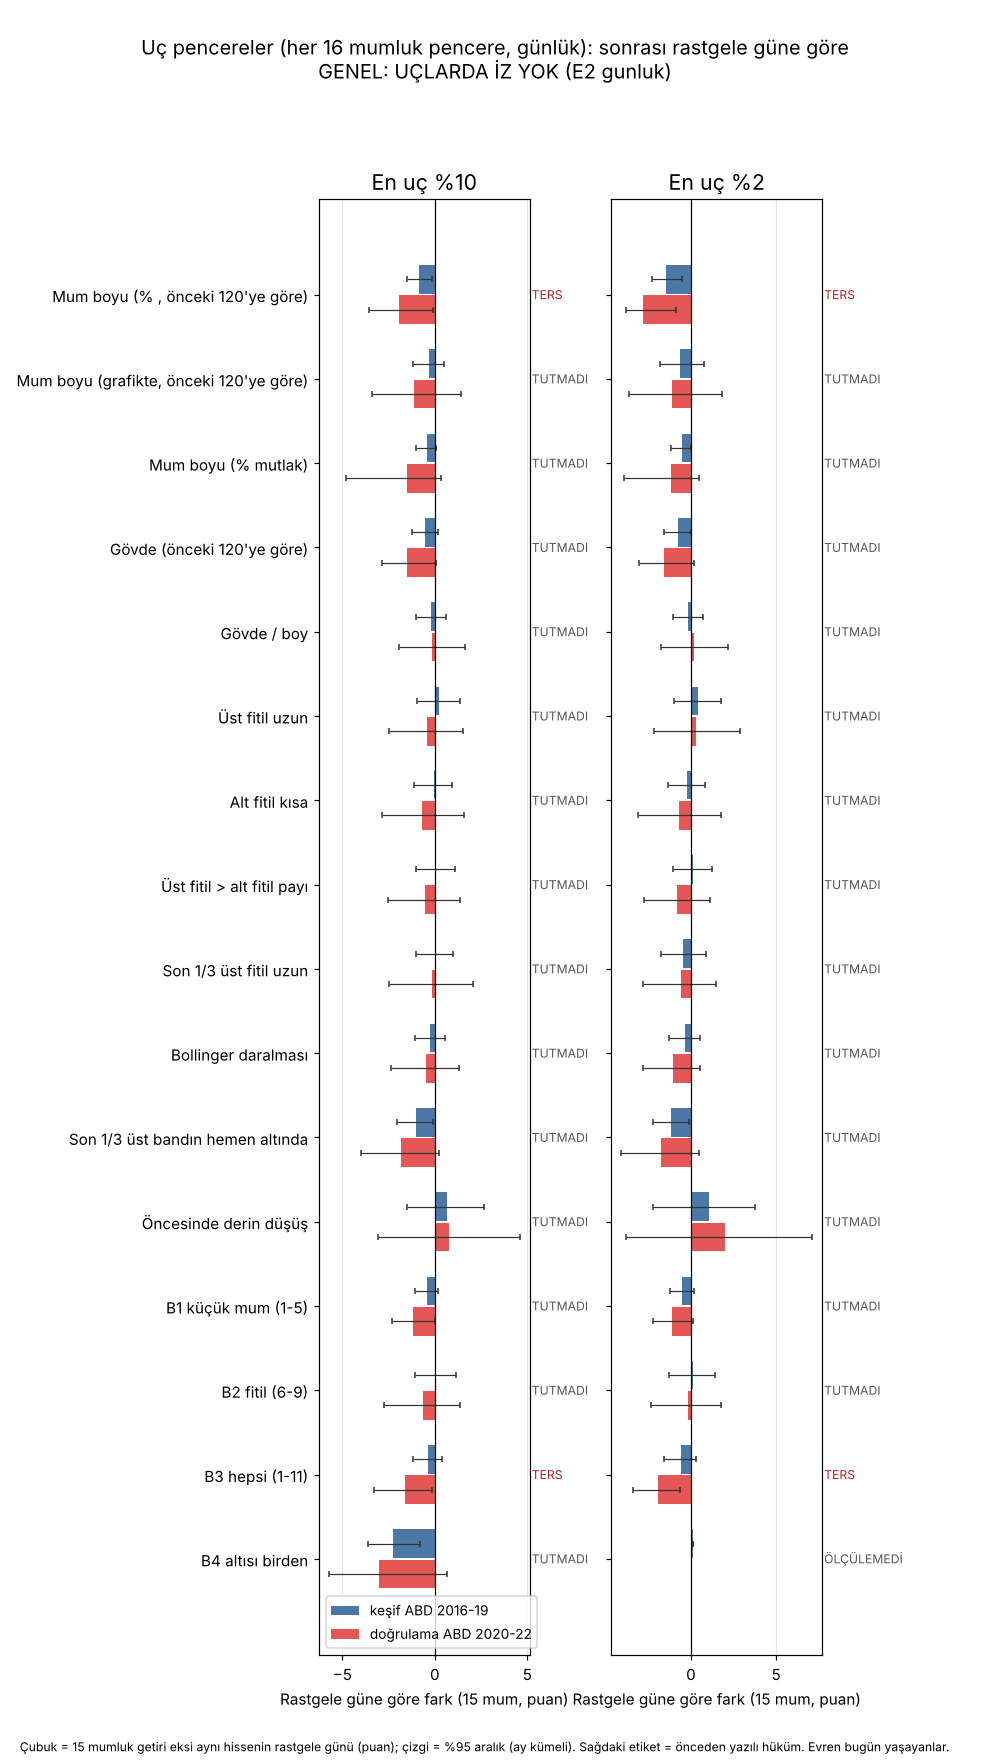 Uç pencereler (her 16 mumluk pencere, günlük): sonrası rastgele güne göre
GENEL: UÇLARDA İZ YOK (E2 gunluk)
En uç %10
En uç %2
Mum boyu (% , önceki 120'ye göre)
TERS
TERS
Mum boyu (grafikte, önceki 120'ye göre)
TUTMADI
TUTMADI
Mum boyu (% mutlak)
TUTMADI
TUTMADI
Gövde (önceki 120'ye göre)
TUTMADI
TUTMADI
Gövde / boy
TUTMADI
TUTMADI
Üst fitil uzun
TUTMADI
TUTMADI
Alt fitil kısa
TUTMADI
TUTMADI
Üst fitil > alt fitil payı
TUTMADI
TUTMADI
Son 1/3 üst fitil uzun
TUTMADI
TUTMADI
Bollinger daralması
TUTMADI
TUTMADI
Son 1/3 üst bandın hemen altında
TUTMADI
TUTMADI
Öncesinde derin düşüş
TUTMADI
TUTMADI
B1 küçük mum (1-5)
TUTMADI
TUTMADI
B2 fitil (6-9)
TUTMADI
TUTMADI
B3 hepsi (1-11)
TERS
TERS
B4 altısı birden
TUTMADI
ÖLÇÜLEMEDİ
keşif ABD 2016-19
doğrulama ABD 2020-22
−5 0 5
0 5
Rastgele güne göre fark (15 mum, puan)
Rastgele güne göre fark (15 mum, puan)
Çubuk = 15 mumluk getiri eksi aynı hissenin rastgele günü (puan); çizgi = %95 aralık (ay kümeli). Sağdaki etiket = önceden yazılı hüküm. Evren bugün yaşayanlar.